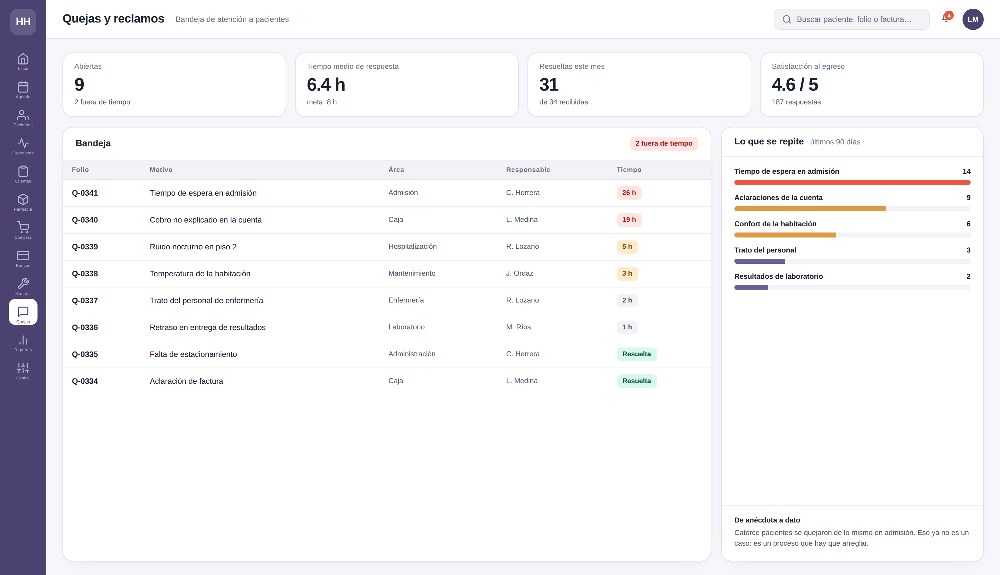 HH
Inicio
Agenda
Pacientes
Expediente
Cuentas
Farmacia
Compras
Bancos
Manten.
Quejas
Reportes
Config.
Quejas y reclamos Bandeja de atención a pacientes
Buscar paciente, folio o factura…
4
LM
Abiertas
9
2 fuera de tiempo
Tiempo medio de respuesta
6.4 h
meta: 8 h
Resueltas este mes
31
de 34 recibidas
Satisfacción al egreso
4.6 / 5
187 respuestas
Bandeja 2 fuera de tiempo
Folio Motivo Área Responsable Tiempo
Q-0341 Tiempo de espera en admisión Admisión C. Herrera 26 h
Q-0340 Cobro no explicado en la cuenta Caja L. Medina 19 h
Q-0339 Ruido nocturno en piso 2 Hospitalización R. Lozano 5 h
Q-0338 Temperatura de la habitación Mantenimiento J. Ordaz 3 h
Q-0337 Trato del personal de enfermería Enfermería R. Lozano 2 h
Q-0336 Retraso en entrega de resultados Laboratorio M. Ríos 1 h
Q-0335 Falta de estacionamiento Administración C. Herrera Resuelta
Q-0334 Aclaración de factura Caja L. Medina Resuelta
Lo que se repite últimos 90 días
Tiempo de espera en admisión 14
Aclaraciones de la cuenta 9
Confort de la habitación 6
Trato del personal 3
Resultados de laboratorio 2
De anécdota a dato
Catorce pacientes se quejaron de lo mismo en admisión. Eso ya no es un
caso: es un proceso que hay que arreglar.